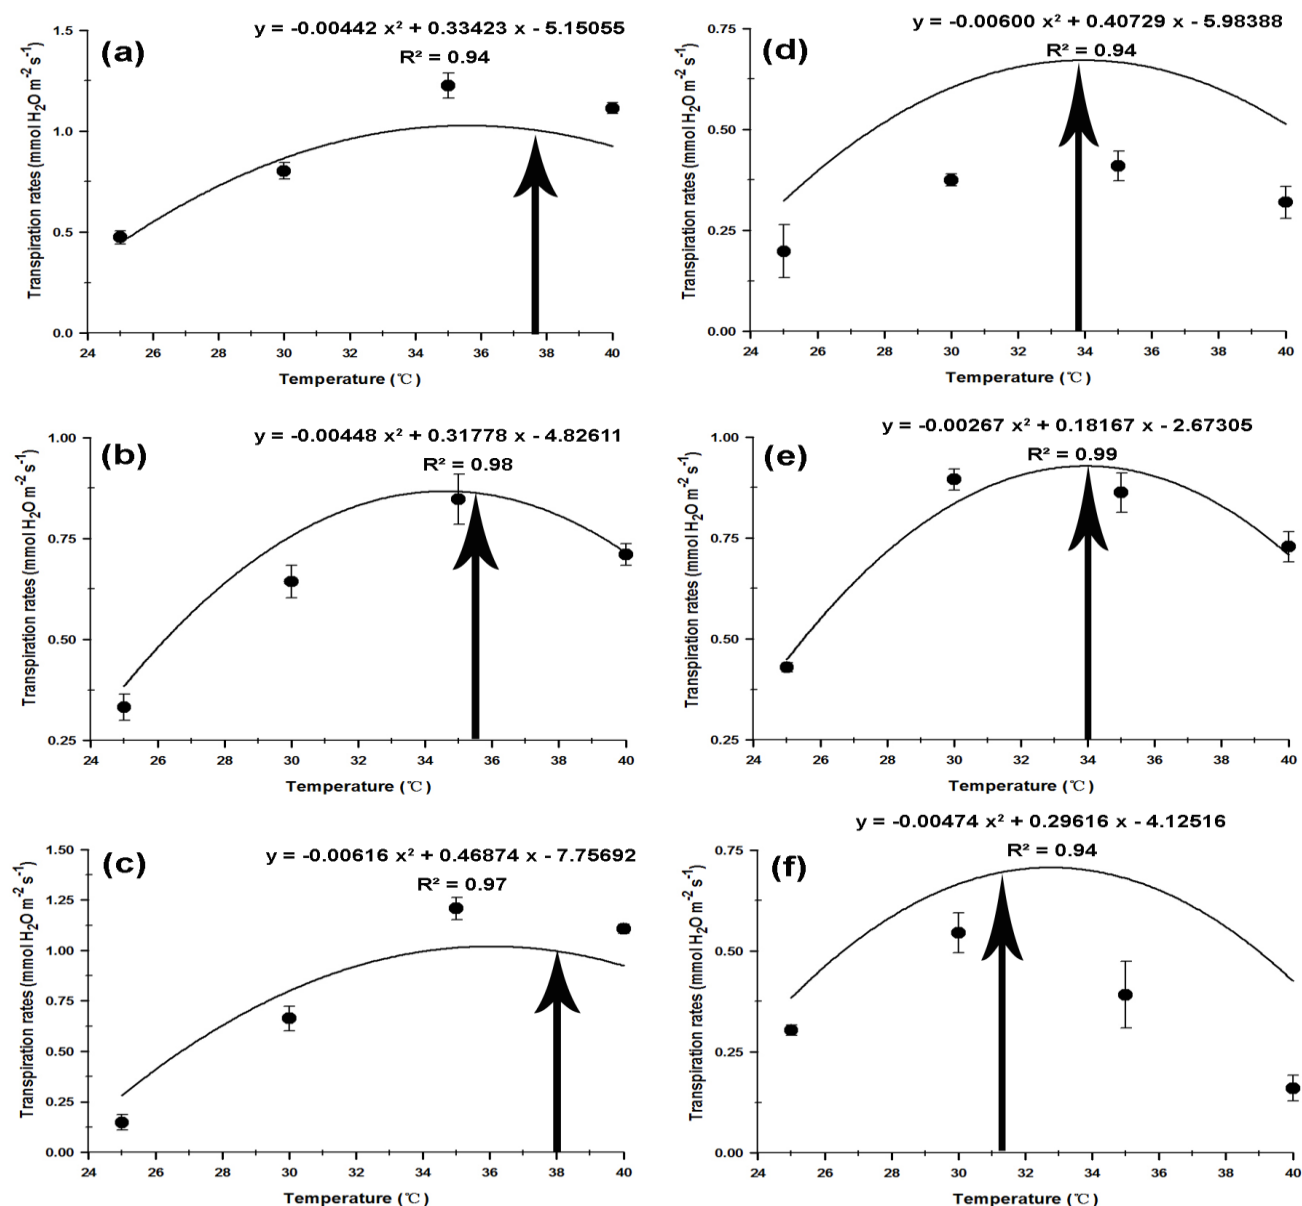 (a)
y = -0.00442 x² + 0.33423 x - 5.15055
R² = 0.94
Transpiration rates (mmol H₂O m⁻² s⁻¹)
1.5
1.0
0.5
0.0
24 26 28 30 32 34 36 38 40
Temperature (℃)
(d)
y = -0.00600 x² + 0.40729 x - 5.98388
R² = 0.94
Transpiration rates (mmol H₂O m⁻² s⁻¹)
0.75
0.50
0.25
0.00
24 26 28 30 32 34 36 38 40
Temperature (℃)
(b)
y = -0.00448 x² + 0.31778 x - 4.82611
R² = 0.98
Transpiration rates (mmol H₂O m⁻² s⁻¹)
1.00
0.75
0.50
0.25
24 26 28 30 32 34 36 38 40
Temperature (℃)
(e)
y = -0.00267 x² + 0.18167 x - 2.67305
R² = 0.99
Transpiration rates (mmol H₂O m⁻² s⁻¹)
1.00
0.75
0.50
0.25
24 26 28 30 32 34 36 38 40
Temperature (℃)
(c)
y = -0.00616 x² + 0.46874 x - 7.75692
R² = 0.97
Transpiration rates (mmol H₂O m⁻² s⁻¹)
1.50
1.25
1.00
0.75
0.50
0.25
0.00
24 26 28 30 32 34 36 38 40
Temperature (℃)
(f)
y = -0.00474 x² + 0.29616 x - 4.12516
R² = 0.94
Transpiration rates (mmol H₂O m⁻² s⁻¹)
0.75
0.50
0.25
0.00
24 26 28 30 32 34 36 38 40
Temperature (℃)